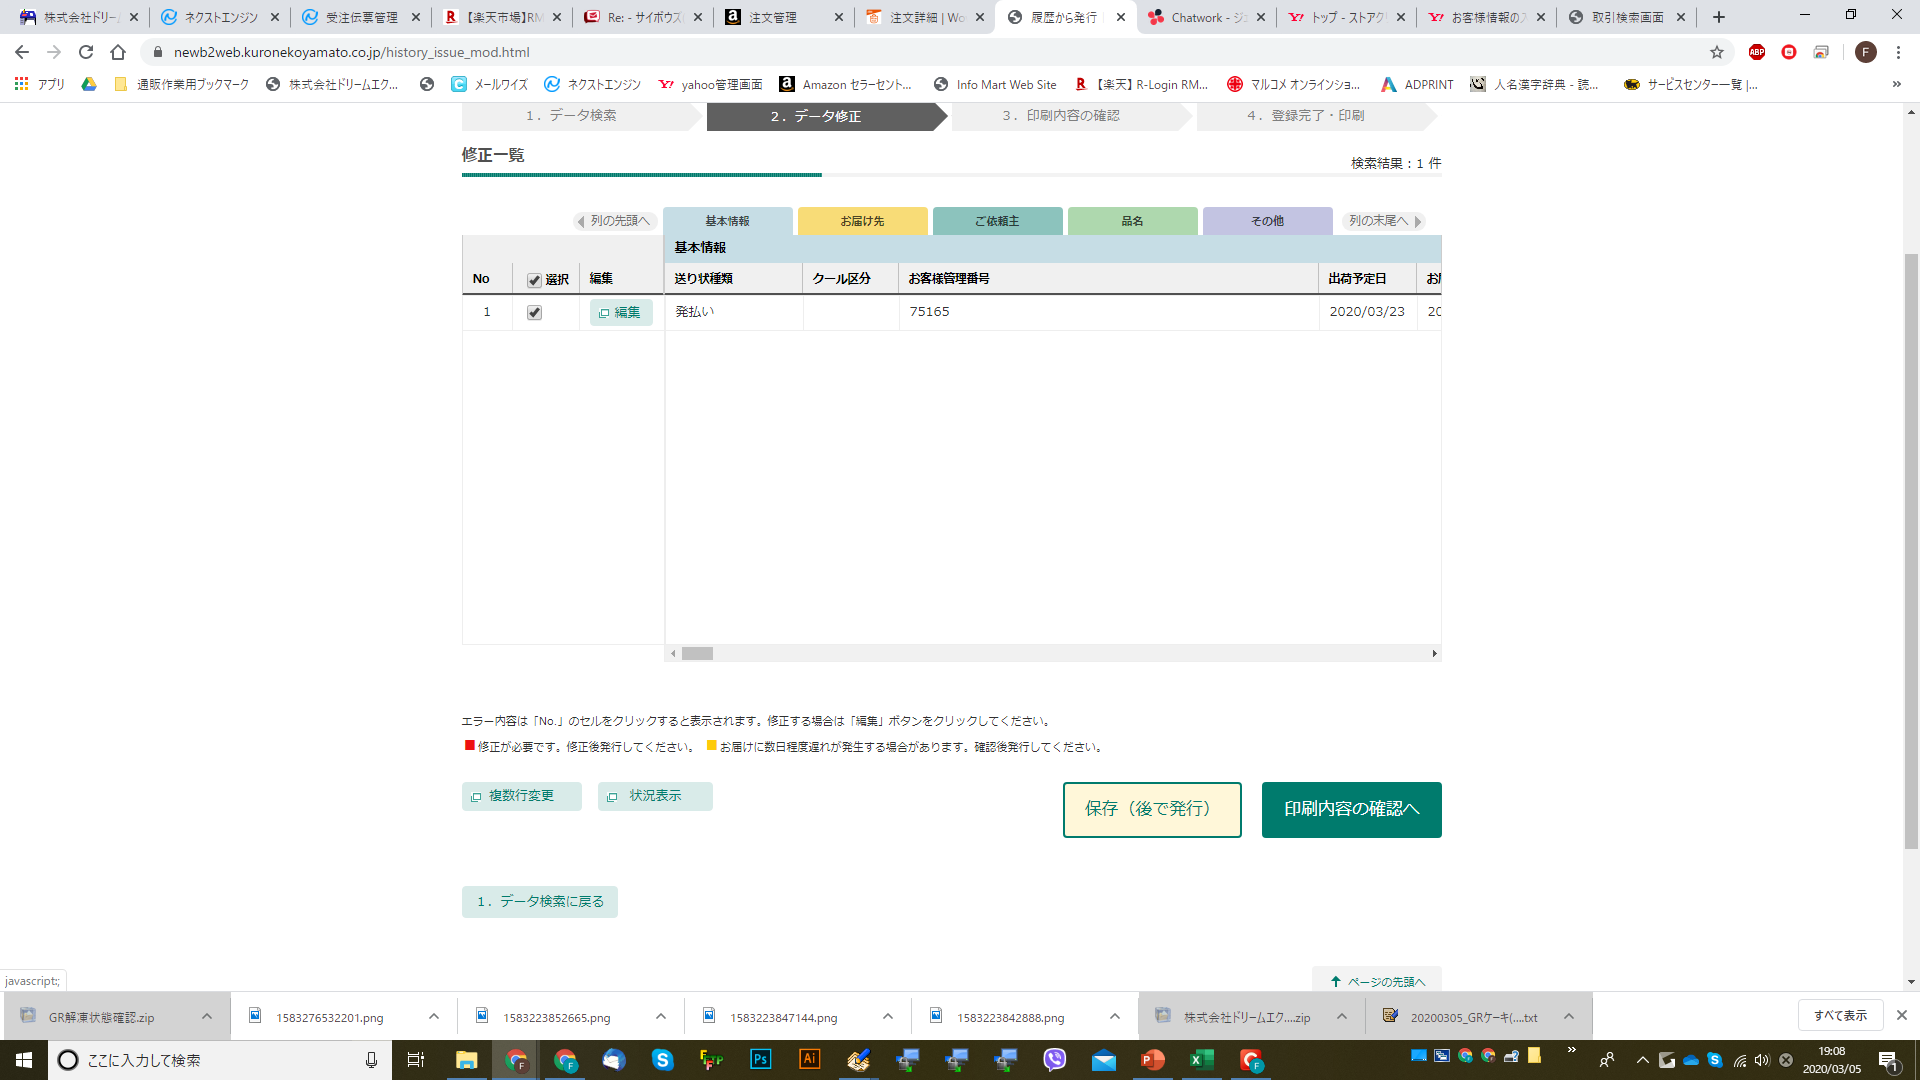 株式会社ドリーム
ネクストエンジン
受注伝票管理
【楽天市場】RM
Re: - サイボウズ
注文管理
注文詳細 | Wo
履歴から発行
Chatwork - ジ
トップ - ストアク
お客様情報の
取引検索画面
newb2web.kuronekoyamato.co.jp/history_issue_mod.html
ABP
F
アプリ
通販作業用ブックマーク
株式会社ドリームエク...
メールワイズ
ネクストエンジン
yahoo管理画面
Amazon セラーセント...
Info Mart Web Site
【楽天】R-Login RM...
マルコメ オンラインショ...
ADPRINT
人名漢字辞典 - 読...
サービスセンター一覧 |...
»
1．データ検索
2．データ修正
3．印刷内容の確認
4．登録完了・印刷
修正一覧
検索結果：1 件
列の先頭へ
基本情報
お届け先
ご依頼主
品名
その他
列の末尾へ
基本情報
No 選択 編集 送り状種類 クール区分 お客様管理番号 出荷予定日
1 編集 発払い 75165 2020/03/23 20
エラー内容は「No.」のセルをクリックすると表示されます。修正する場合は「編集」ボタンをクリックしてください。
修正が必要です。修正後発行してください。 お届けに数日程度遅れが発生する場合があります。確認後発行してください。
複数行変更
状況表示
保存（後で発行）
印刷内容の確認へ
1．データ検索に戻る
ページの先頭へ
javascript:;
GR解凍状態確認.zip
1583276532201.png
1583223852665.png
1583223847144.png
1583223842888.png
株式会社ドリームエク....zip
20200305_GRケーキ(....txt
すべて表示
ここに入力して検索
19:08
2020/03/05
1